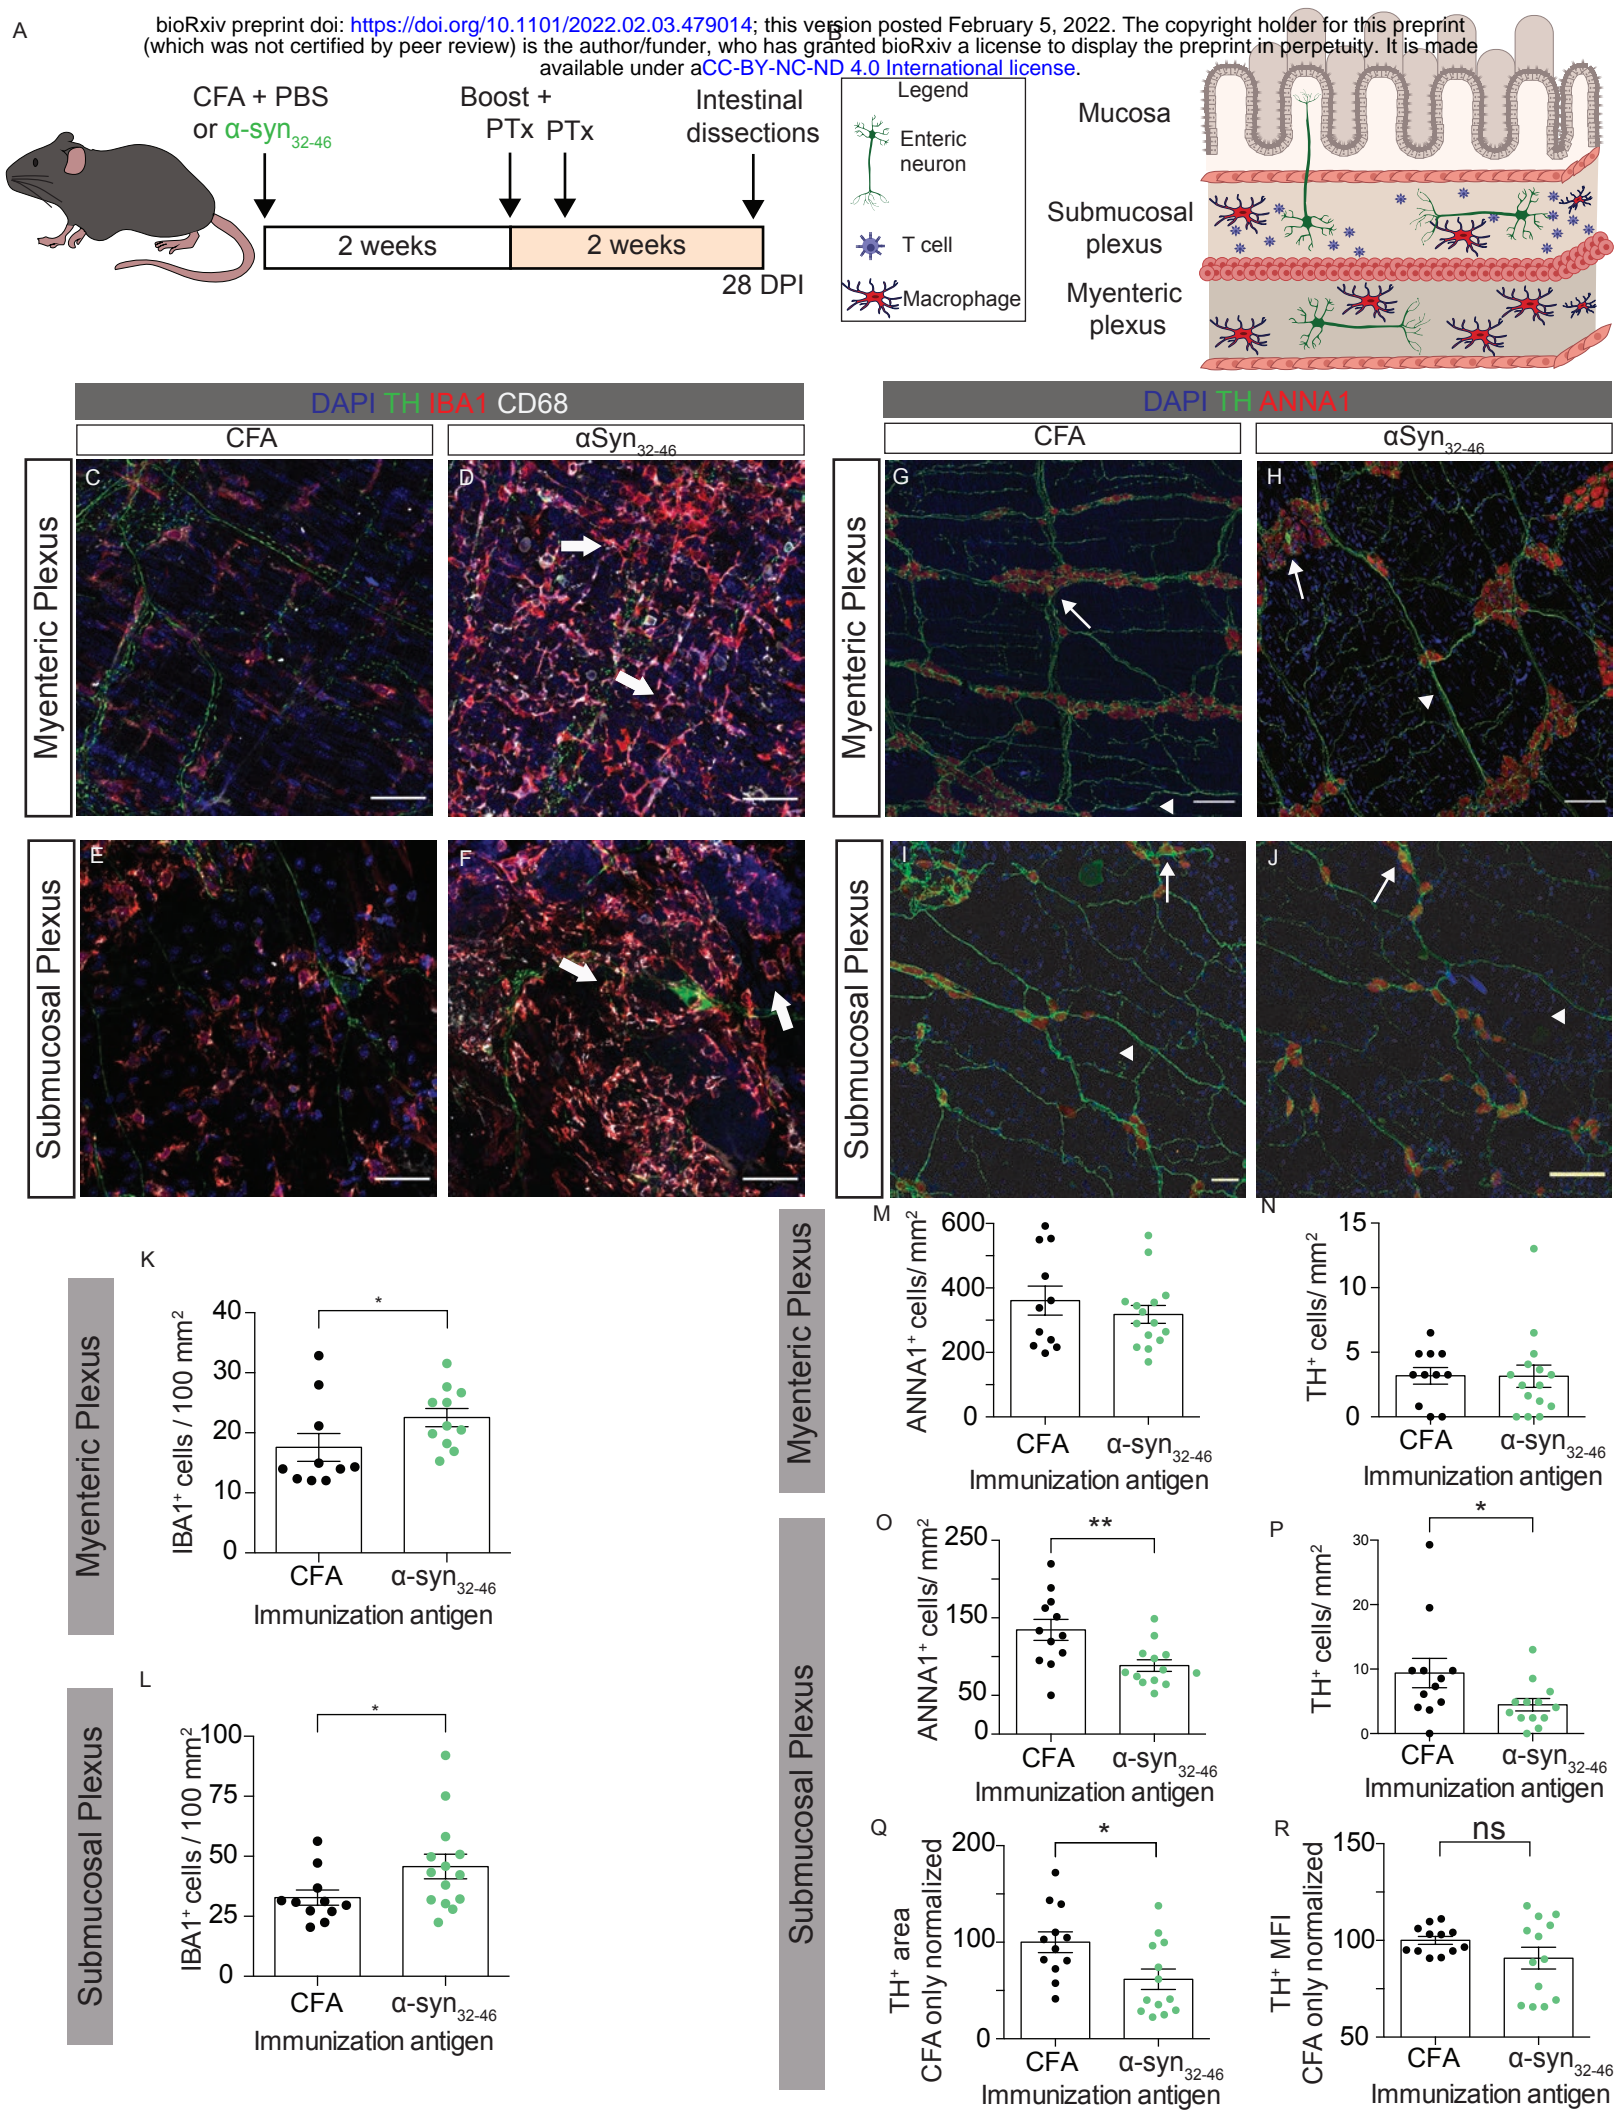 bioRxiv preprint doi: https://doi.org/10.1101/2022.02.03.479014; this version posted February 5, 2022. The copyright holder for this preprint
(which was not certified by peer review) is the author/funder, who has granted bioRxiv a license to display the preprint in perpetuity. It is made
available under aCC-BY-NC-ND 4.0 International license.
A
CFA + PBS
or α-syn32-46
Boost +
PTx PTx
Intestinal
dissections
2 weeks
2 weeks
28 DPI
B
Legend
Enteric
neuron
T cell
Macrophage
Mucosa
Submucosal
plexus
Myenteric
plexus
DAPI TH IBA1 CD68
CFA
αSyn32-46
DAPI TH ANNA1
CFA
αSyn32-46
Myenteric Plexus
C
D
Myenteric Plexus
G
H
Submucosal Plexus
E
F
Submucosal Plexus
I
J
Myenteric Plexus
K
IBA1+ cells / 100 mm2
40
30
20
10
0
*
CFA
α-syn32-46
Immunization antigen
Submucosal Plexus
L
IBA1+ cells / 100 mm2
100
75
50
25
0
*
CFA
α-syn32-46
Immunization antigen
Myenteric Plexus
M
ANNA1+ cells/ mm2
600
400
200
0
CFA
α-syn32-46
Immunization antigen
N
TH+ cells/ mm2
15
10
5
0
CFA
α-syn32-46
Immunization antigen
Submucosal Plexus
O
ANNA1+ cells/ mm2
250
150
50
0
**
CFA
α-syn32-46
Immunization antigen
P
TH+ cells/ mm2
30
20
10
0
*
CFA
α-syn32-46
Immunization antigen
Q
TH+ area
CFA only normalized
200
100
0
*
CFA
α-syn32-46
Immunization antigen
R
TH+ MFI
CFA only normalized
150
100
50
ns
CFA
α-syn32-46
Immunization antigen